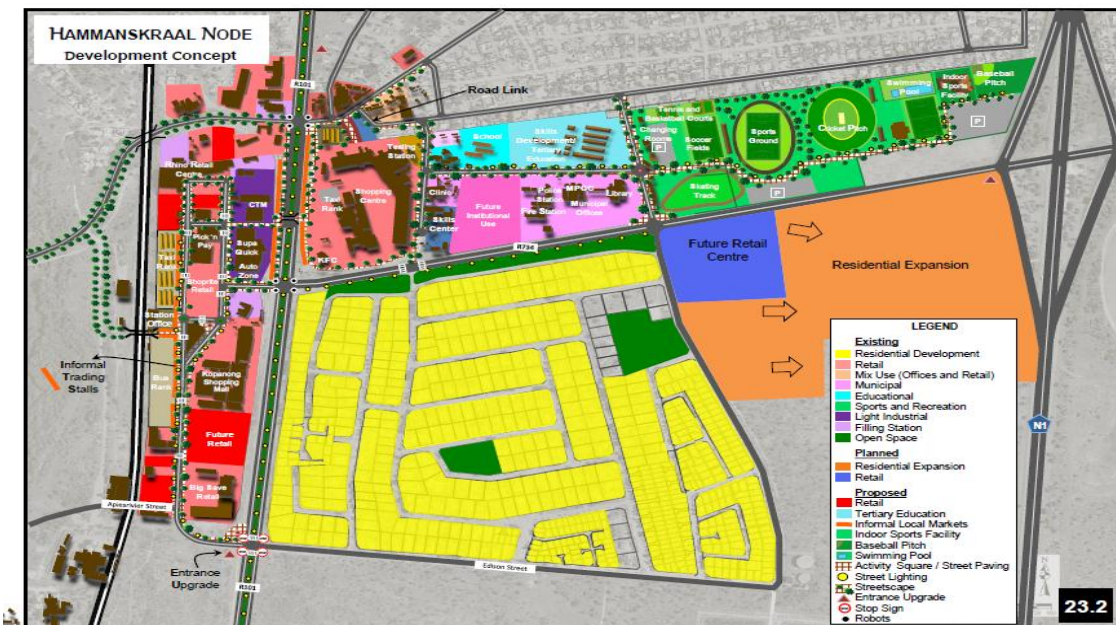 HAMMANSKRAAL NODE
Development Concept
R101
Road Link
Rhino Retail
Centre
CTM
Pick'n
Pay
Supa
Quick
Auto
Zone
Taxi
Rank
Shoprite
Retail
Station
Office
Informal
Trading
Stalls
Bus
Rank
Kopanong
Shopping
Mall
Future
Retail
Big Save
Retail
Apiesrivier Street
Entrance
Upgrade
R101
Edison Street
Testing
Station
Taxi
Rank
Shopping
Centre
KFC
School
Skills
Development/
Tertiary
Education
Clinic
Skills
Center
Future
Institutional
Use
Police
Station
Fire Station
MPCC
Municipal
Offices
Library
R734
Tennis and
Basketball Courts
Changing
Rooms
P
Soccer
Fields
Sports
Ground
Cricket Pitch
Swimming
Pool
Indoor
Sports
Facility
Baseball
Pitch
P
Skating
Track
P
Future Retail
Centre
Residential Expansion
N1
LEGEND
Existing
Residential Development
Retail
Mix Use (Offices and Retail)
Municipal
Educational
Sports and Recreation
Light Industrial
Filling Station
Open Space
Planned
Residential Expansion
Retail
Proposed
Retail
Tertiary Education
Informal Local Markets
Indoor Sports Facility
Baseball Pitch
Swimming Pool
Activity Square / Street Paving
Street Lighting
Streetscape
Entrance Upgrade
Stop Sign
Robots
23.2